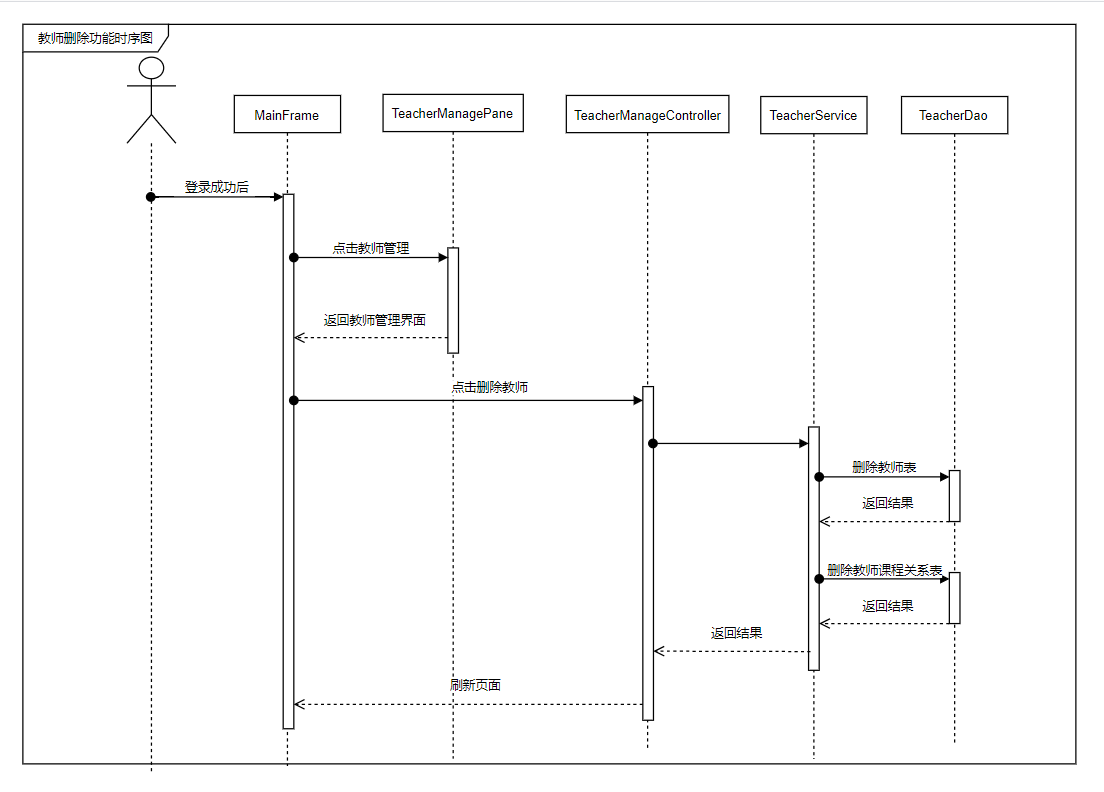 教师删除功能时序图
MainFrame
TeacherManagePane
TeacherManageController
TeacherService
TeacherDao
登录成功后
点击教师管理
返回教师管理界面
点击删除教师
删除教师表
返回结果
删除教师课程关系表
返回结果
返回结果
刷新页面